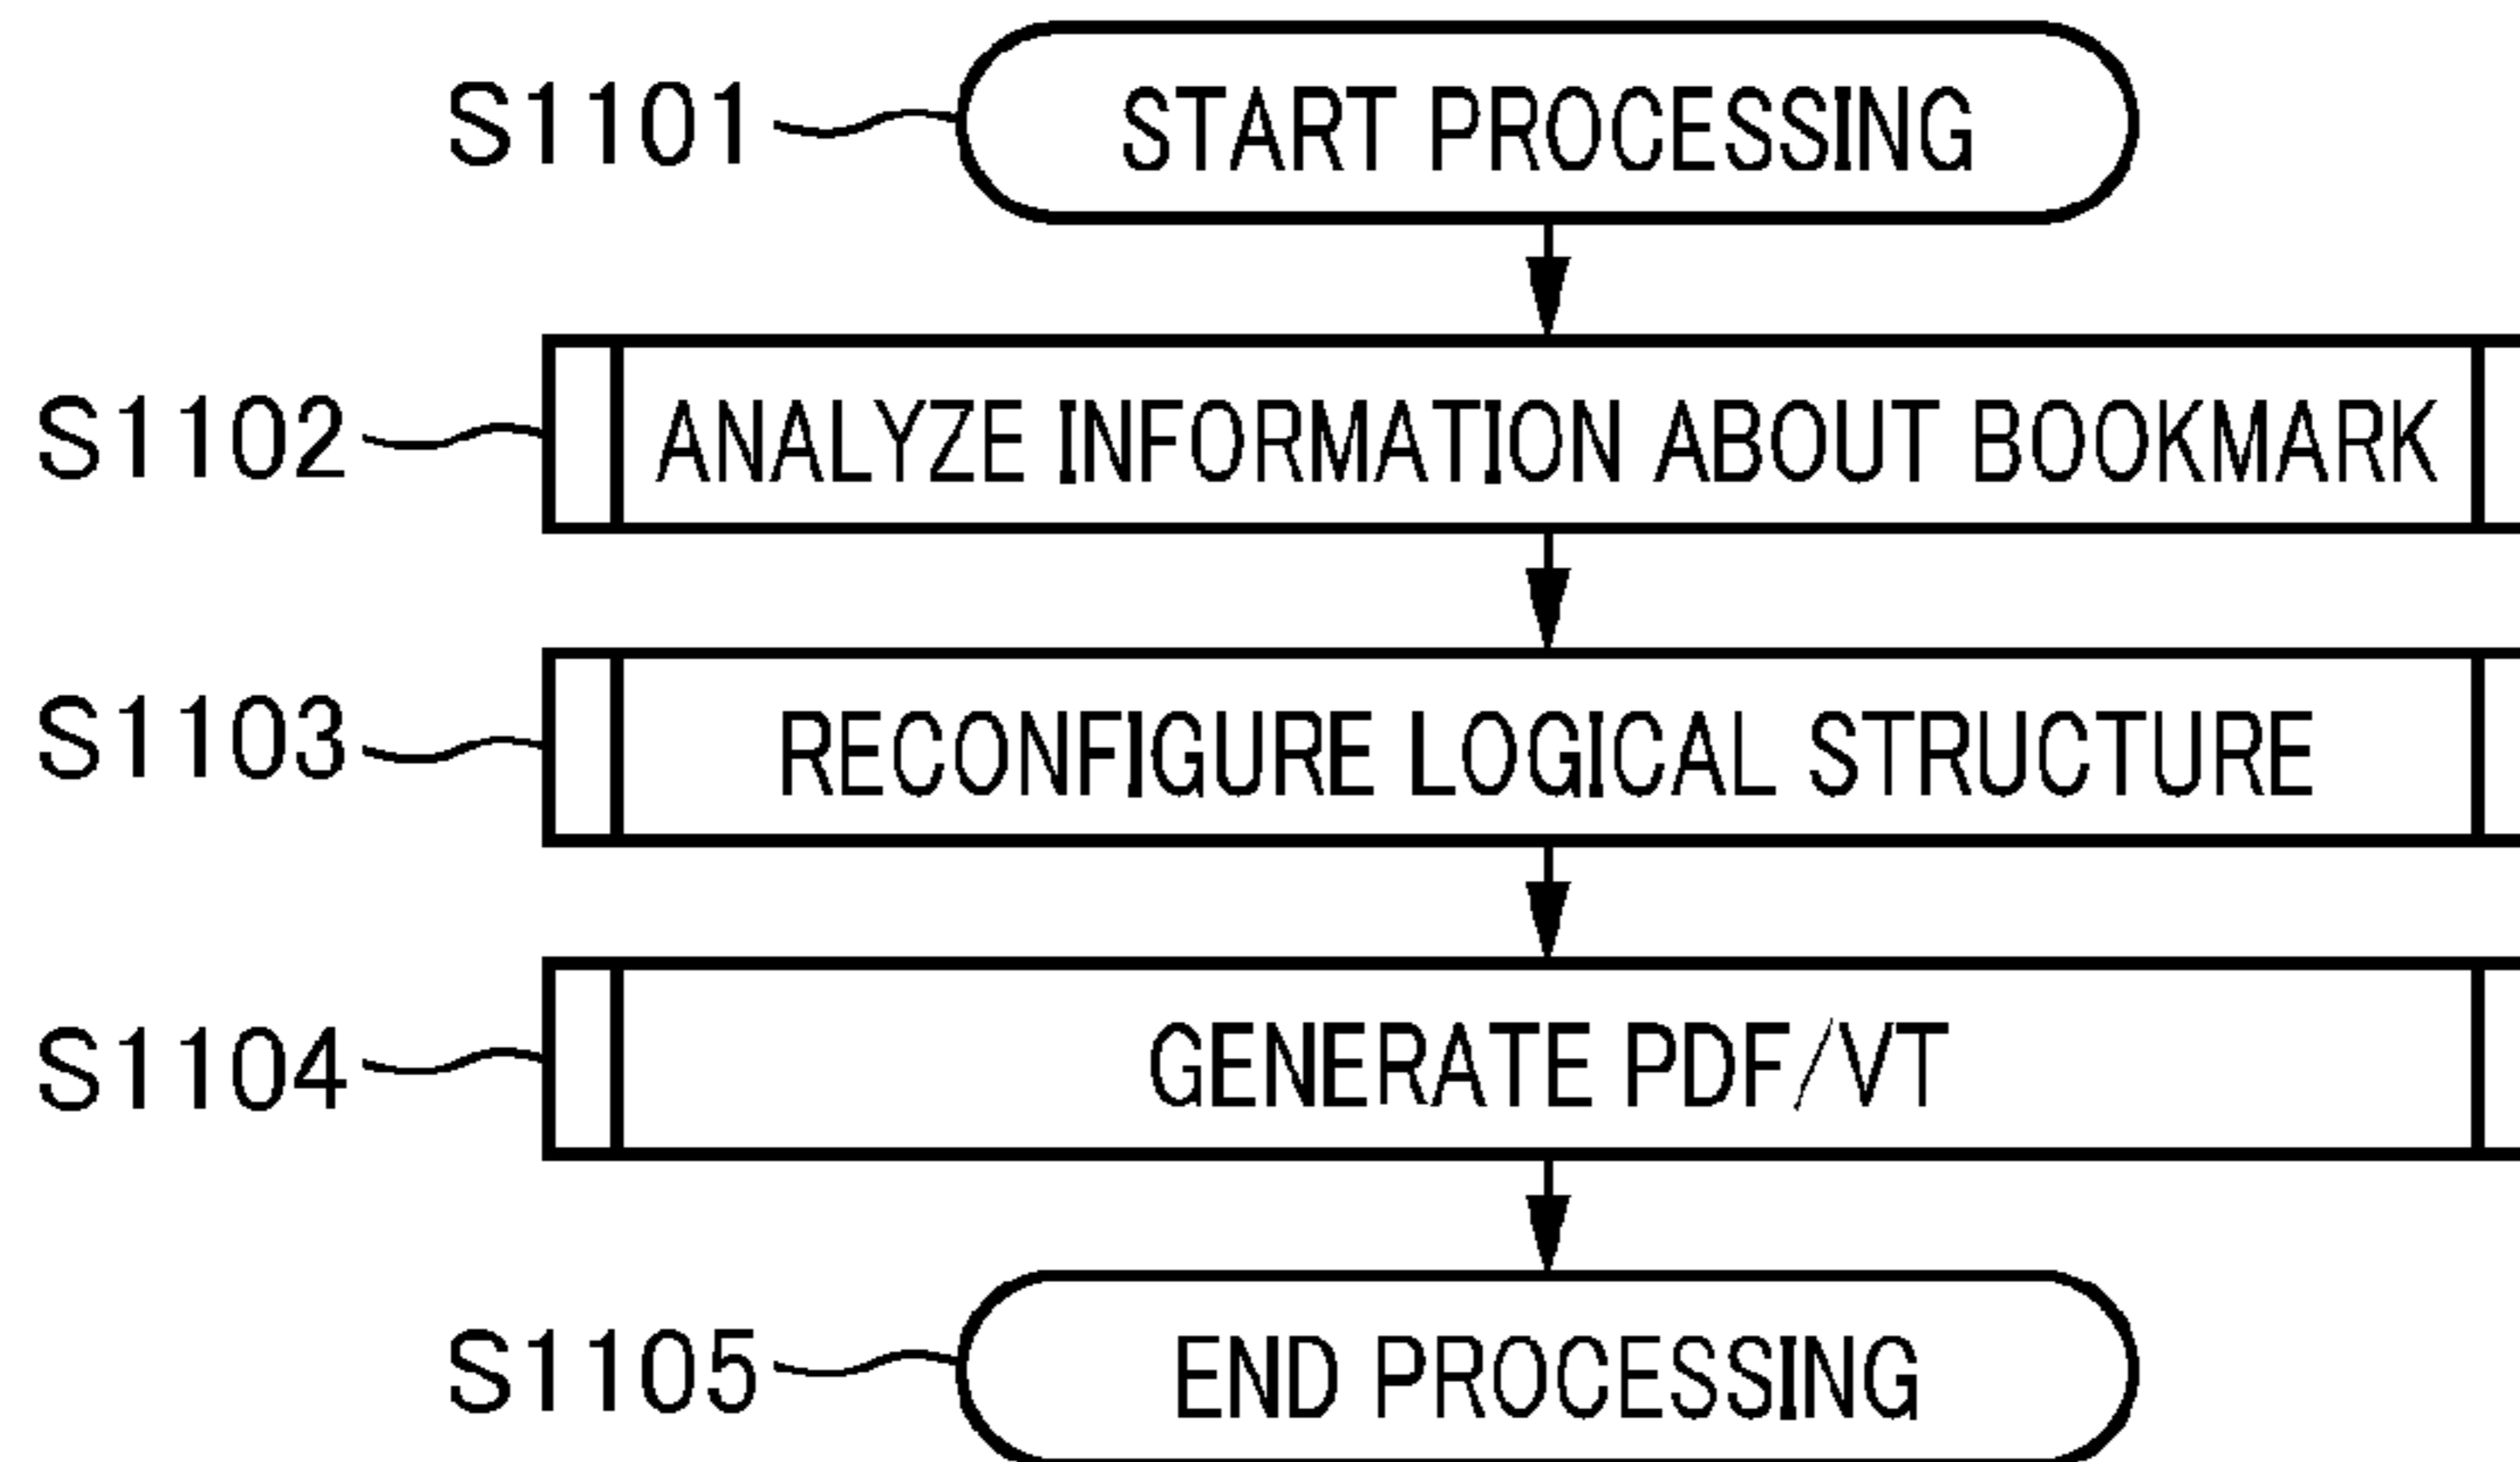 S1101 START PROCESSING
S1102 ANALYZE INFORMATION ABOUT BOOKMARK
S1103 RECONFIGURE LOGICAL STRUCTURE
S1104 GENERATE PDF/VT
S1105 END PROCESSING